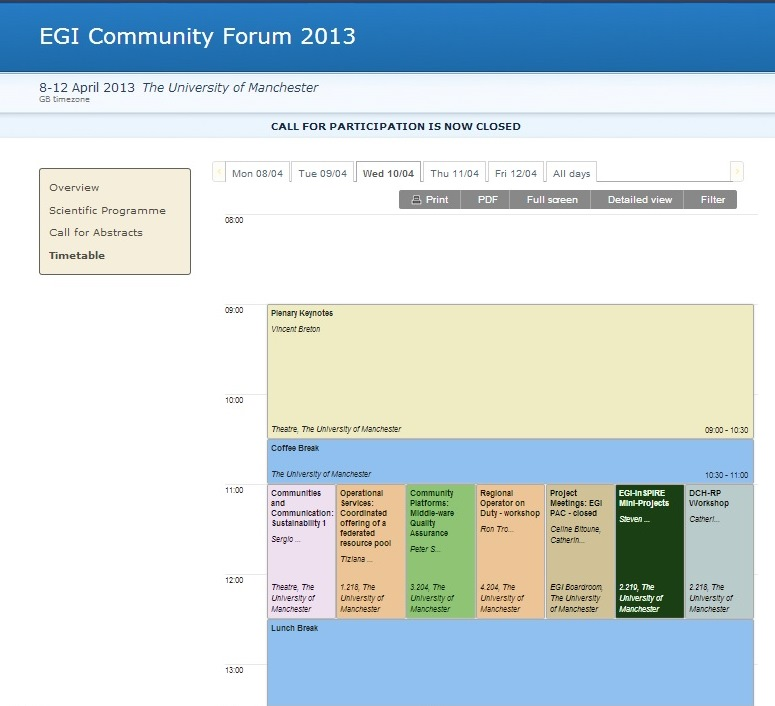 EGI Community Forum 2013
8-12 April 2013 The University of Manchester
GB timezone
CALL FOR PARTICIPATION IS NOW CLOSED
Overview
Scientific Programme
Call for Abstracts
Timetable
Mon 08/04 Tue 09/04 Wed 10/04 Thu 11/04 Fri 12/04 All days
Print PDF Full screen Detailed view Filter
08:00
09:00
Plenary Keynotes
Vincent Breton
10:00
Theatre, The University of Manchester 09:00 - 10:30
Coffee Break
The University of Manchester 10:30 - 11:00
11:00
Communities
and
Communication:
Sustainability 1
Sergio ...
Theatre, The
University of
Manchester
Operational
Services:
Coordinated
offering of a
federated
resource pool
Tiziana ...
1.218, The
University of
Manchester
Community
Platforms:
Middle-ware
Quality
Assurance
Peter S...
3.204, The
University of
Manchester
Regional
Operator on
Duty - workshop
Ron Tro...
4.204, The
University of
Manchester
Project
Meetings: EGI
PAC - closed
Celine Bitoune,
Catherin...
EGI Boardroom,
The University
of Manchester
EGI-InSPIRE
Mini-Projects
Steven ...
2.219, The
University of
Manchester
DCH-RP
Workshop
Catheri...
2.218, The
University of
Manchester
12:00
Lunch Break
13:00